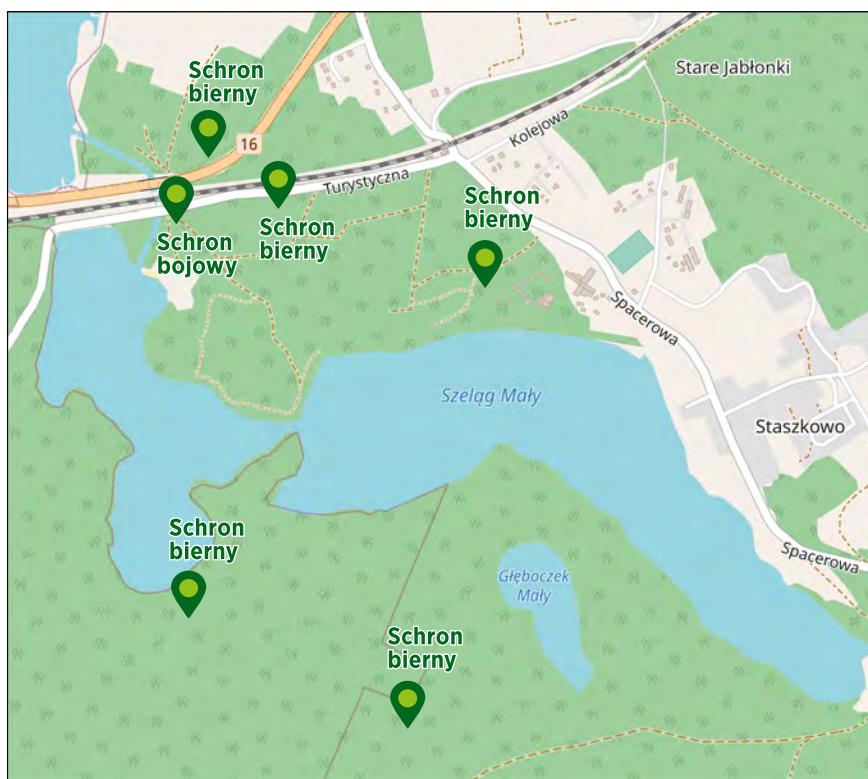 Stare Jabłonki
Schron
bierny
16
Kolejowa
Turystyczna
Schron
bierny
Schron
bojowy
Schron
bierny
Spacerowa
Szeląg Mały
Staszkowo
Schron
bierny
Spacerowa
Głęboczek
Mały
Schron
bierny